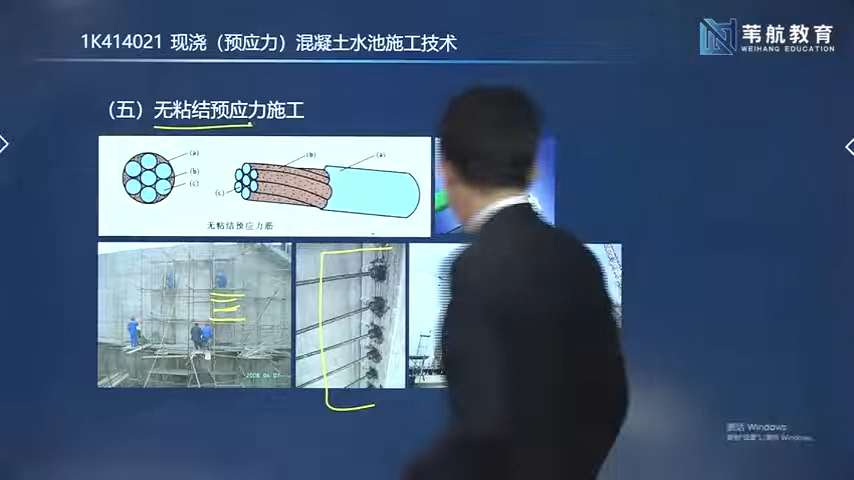 1K414021 现浇（预应力）混凝土水池施工技术
苇航教育
WEIHANG EDUCATION
（五）无粘结预应力施工
(a)
(b)
(c)
(b)
(a)
(c)
无粘结预应力筋
2008 04 07
激活 Windows